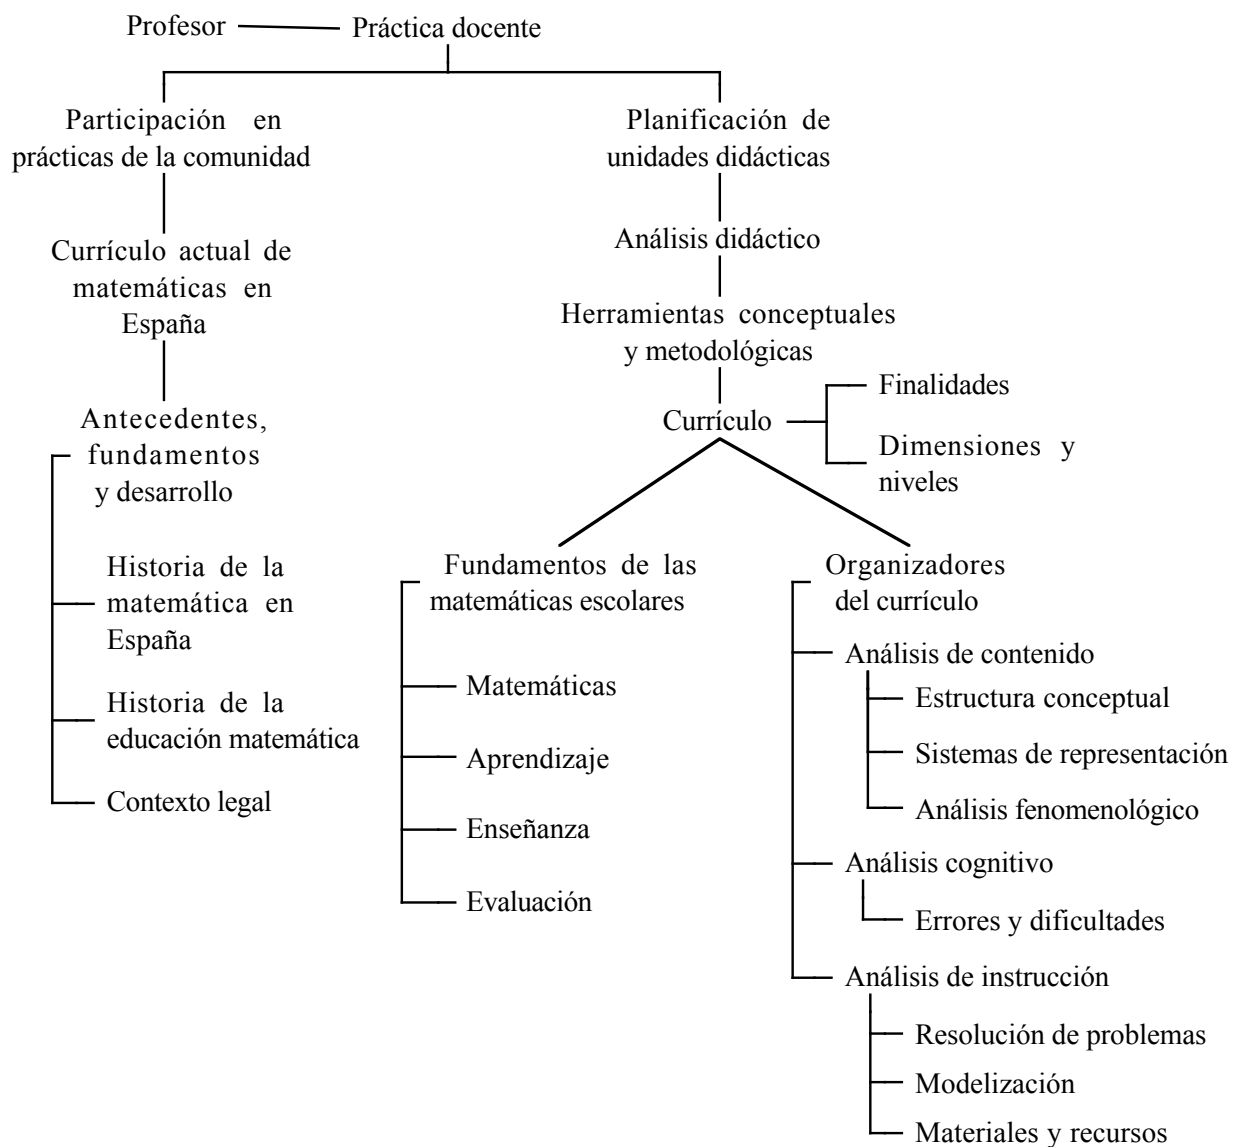 Profesor
Práctica docente
Participación en
prácticas de la comunidad
Currículo actual de
matemáticas en
España
Antecedentes,
fundamentos
y desarrollo
Historia de la
matemática en
España
Historia de la
educación matemática
Contexto legal
Planificación de
unidades didácticas
Análisis didáctico
Herramientas conceptuales
y metodológicas
Currículo
Finalidades
Dimensiones y
niveles
Fundamentos de las
matemáticas escolares
Matemáticas
Aprendizaje
Enseñanza
Evaluación
Organizadores
del currículo
Análisis de contenido
Estructura conceptual
Sistemas de representación
Análisis fenomenológico
Análisis cognitivo
Errores y dificultades
Análisis de instrucción
Resolución de problemas
Modelización
Materiales y recursos